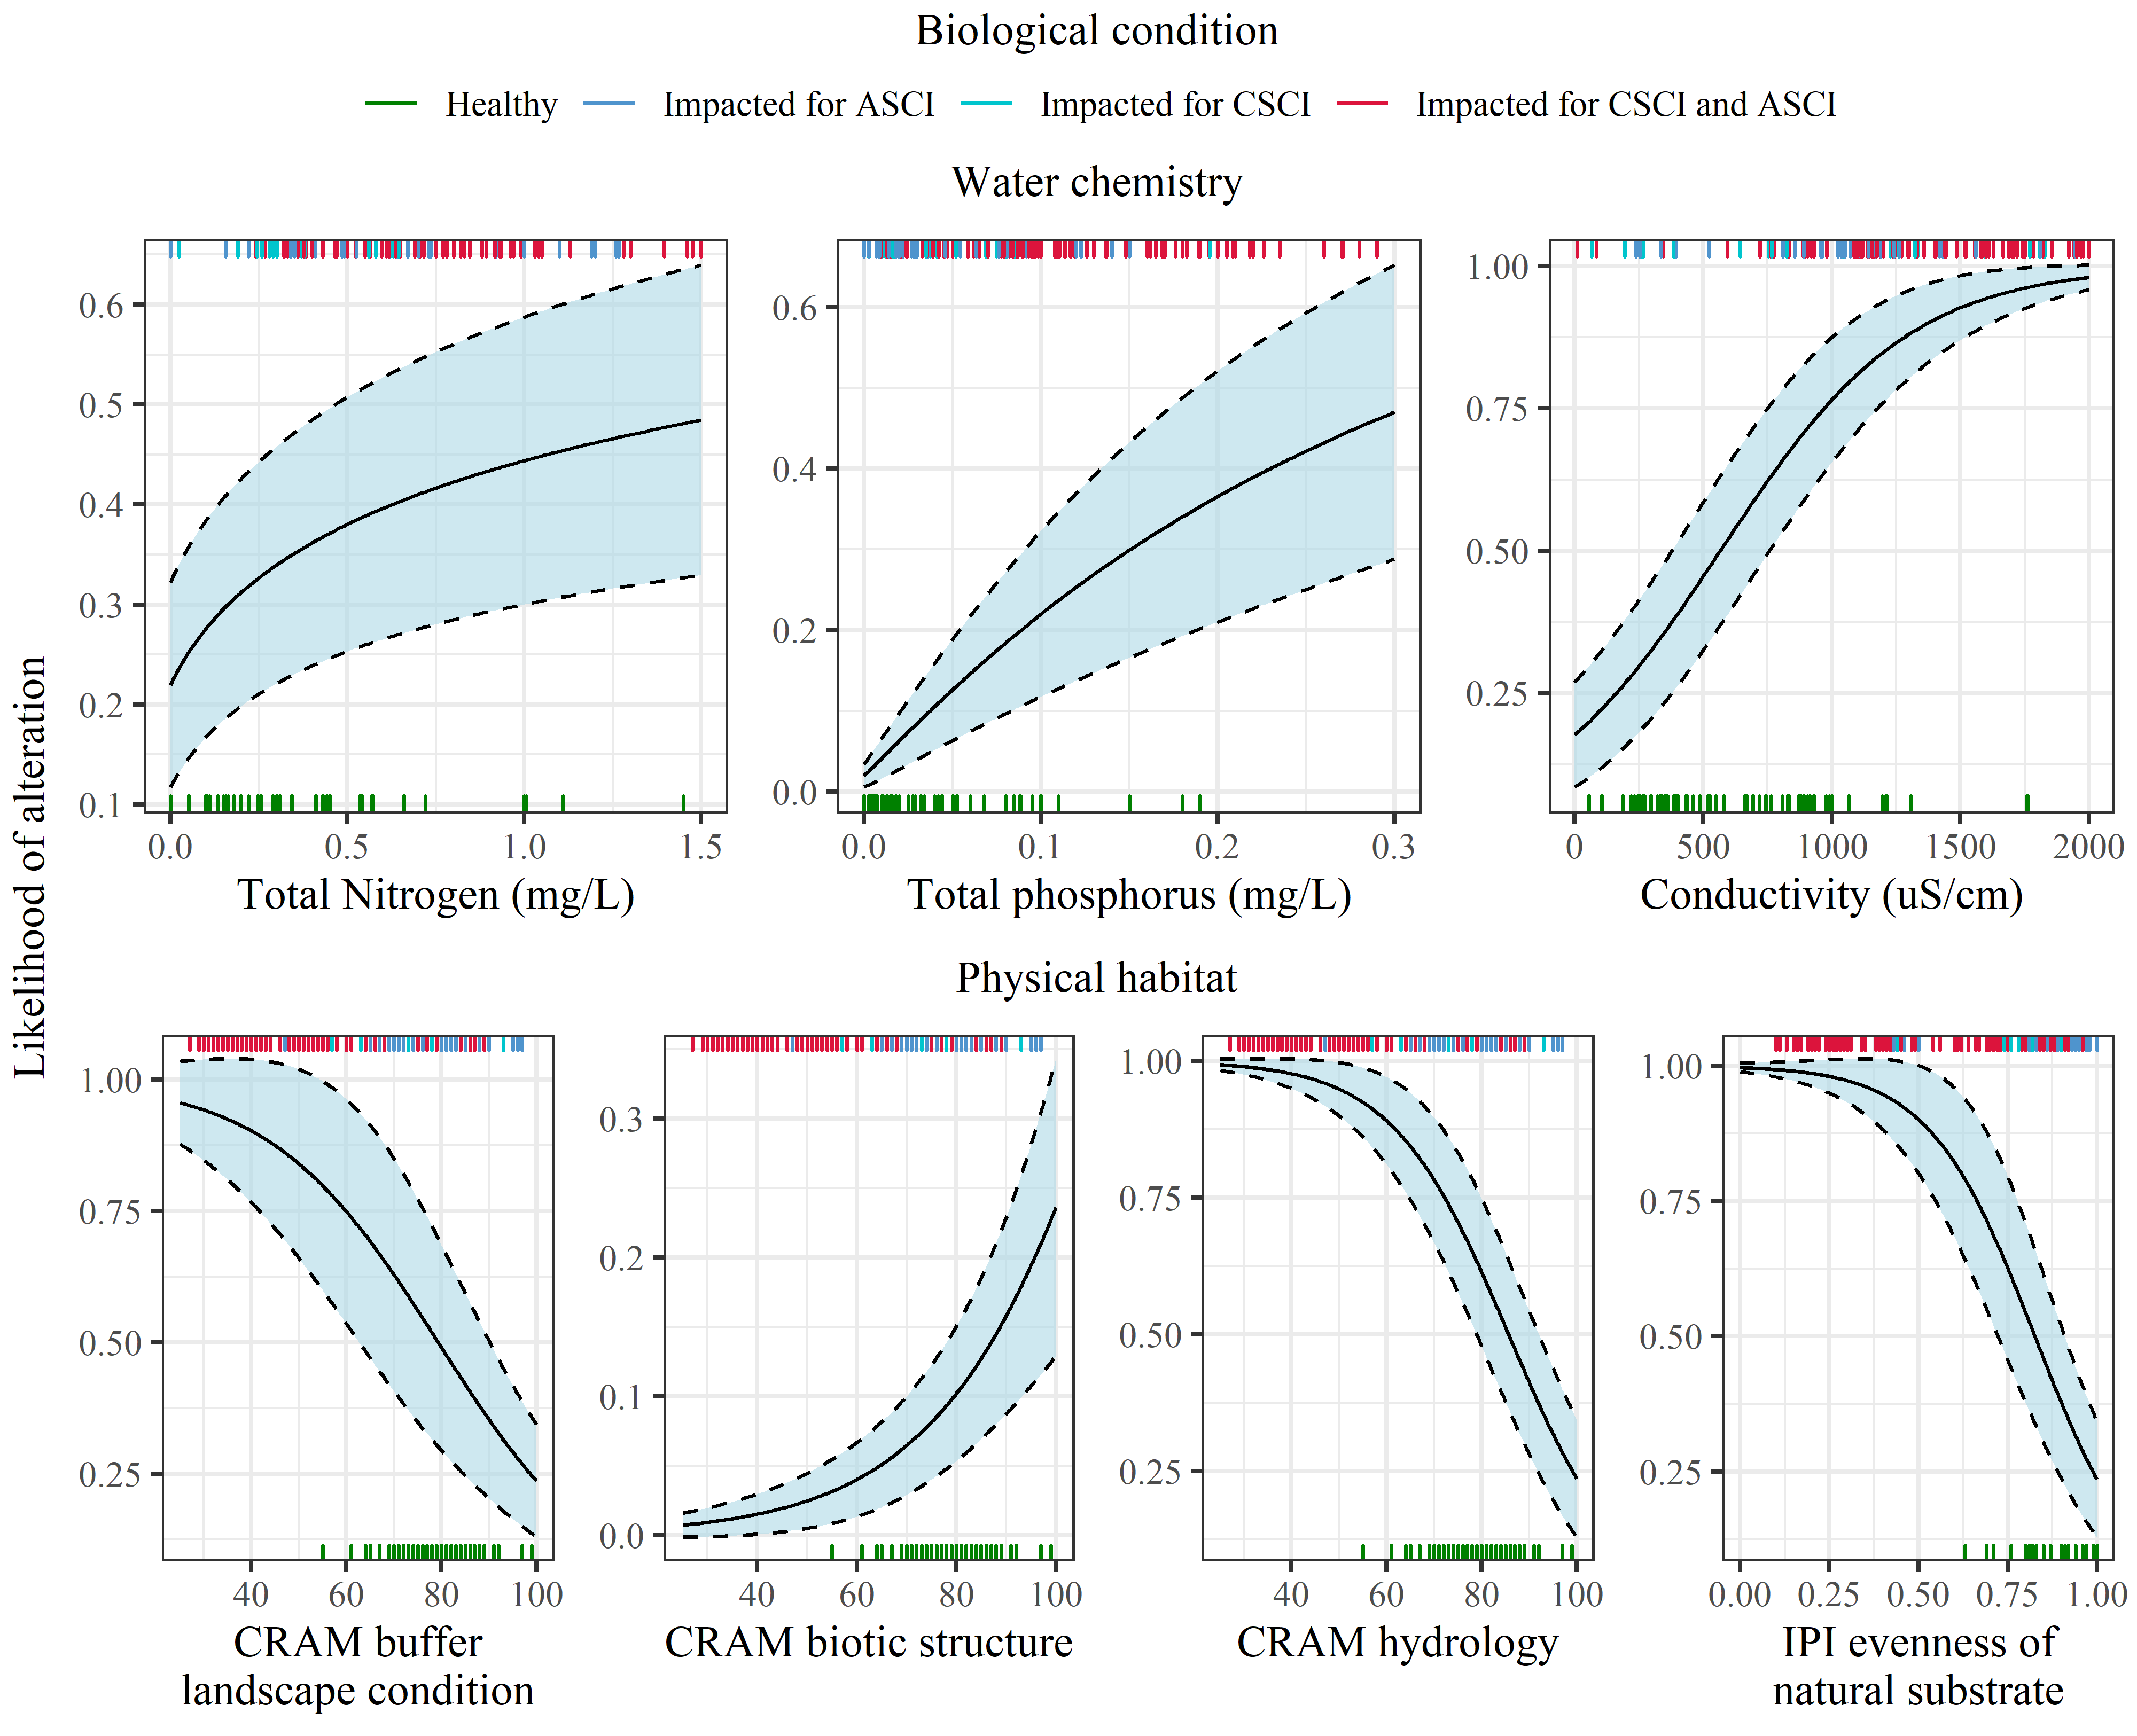 Biological condition
Healthy Impacted for ASCI Impacted for CSCI Impacted for CSCI and ASCI
Water chemistry
Likelihood of alteration
0.6
0.5
0.4
0.3
0.2
0.1
0.0 0.5 1.0 1.5
Total Nitrogen (mg/L)
0.6
0.4
0.2
0.0
0.0 0.1 0.2 0.3
Total phosphorus (mg/L)
1.00
0.75
0.50
0.25
0 500 1000 1500 2000
Conductivity (uS/cm)
Physical habitat
1.00
0.75
0.50
0.25
40 60 80 100
CRAM buffer
landscape condition
0.3
0.2
0.1
0.0
40 60 80 100
CRAM biotic structure
1.00
0.75
0.50
0.25
40 60 80 100
CRAM hydrology
1.00
0.75
0.50
0.25
0.00 0.25 0.50 0.75 1.00
IPI evenness of
natural substrate